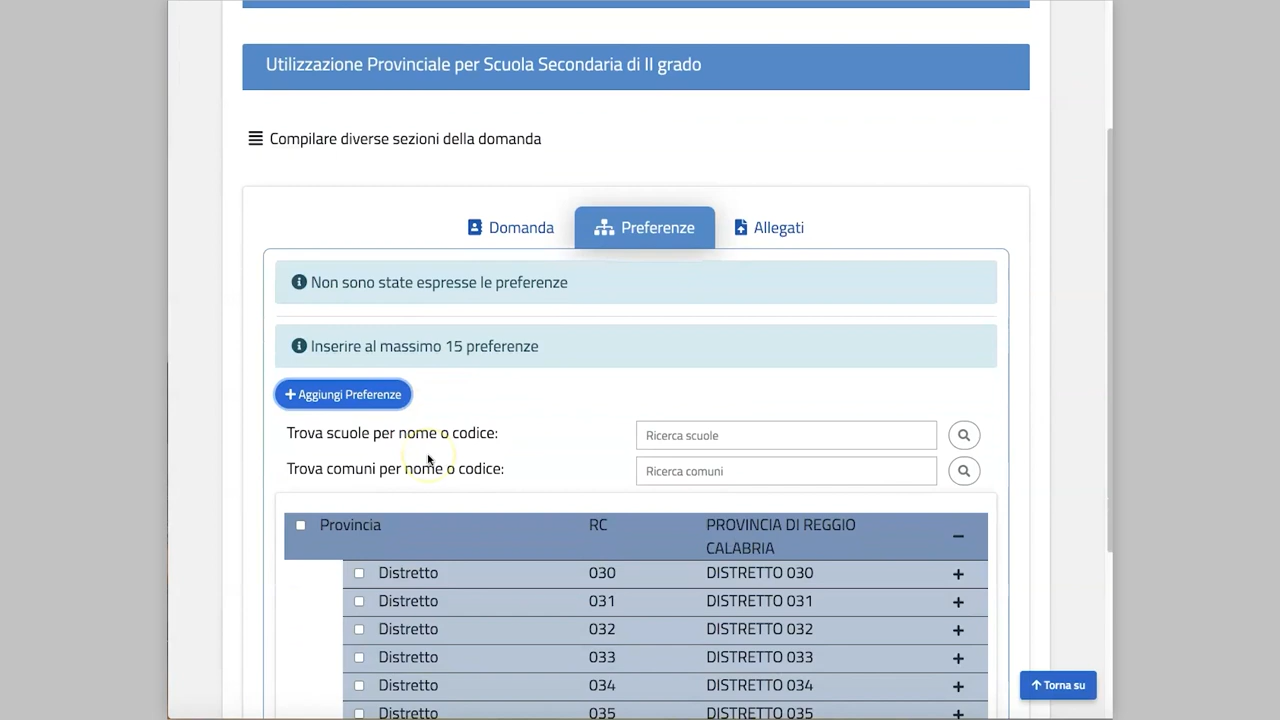 Utilizzazione Provinciale per Scuola Secondaria di II grado
Compilare diverse sezioni della domanda
Domanda Preferenze Allegati
Non sono state espresse le preferenze
Inserire al massimo 15 preferenze
+ Aggiungi Preferenze
Trova scuole per nome o codice: Ricerca scuole
Trova comuni per nome o codice: Ricerca comuni
Provincia RC PROVINCIA DI REGGIO
CALABRIA
Distretto 030 DISTRETTO 030
Distretto 031 DISTRETTO 031
Distretto 032 DISTRETTO 032
Distretto 033 DISTRETTO 033
Distretto 034 DISTRETTO 034
Torna su
Distretto 035 DISTRETTO 035